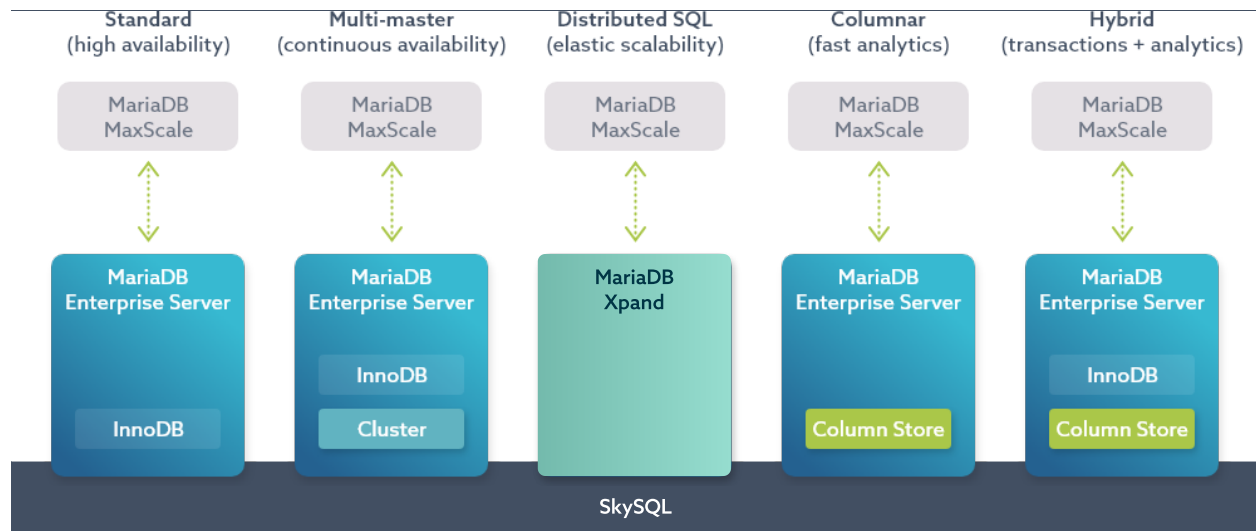 Standard
(high availability)
Multi-master
(continuous availability)
Distributed SQL
(elastic scalability)
Columnar
(fast analytics)
Hybrid
(transactions + analytics)
MariaDB
MaxScale
MariaDB
MaxScale
MariaDB
MaxScale
MariaDB
MaxScale
MariaDB
MaxScale
MariaDB
Enterprise Server
InnoDB
MariaDB
Enterprise Server
InnoDB
Cluster
MariaDB
Xpand
MariaDB
Enterprise Server
Column Store
MariaDB
Enterprise Server
InnoDB
Column Store
SkySQL